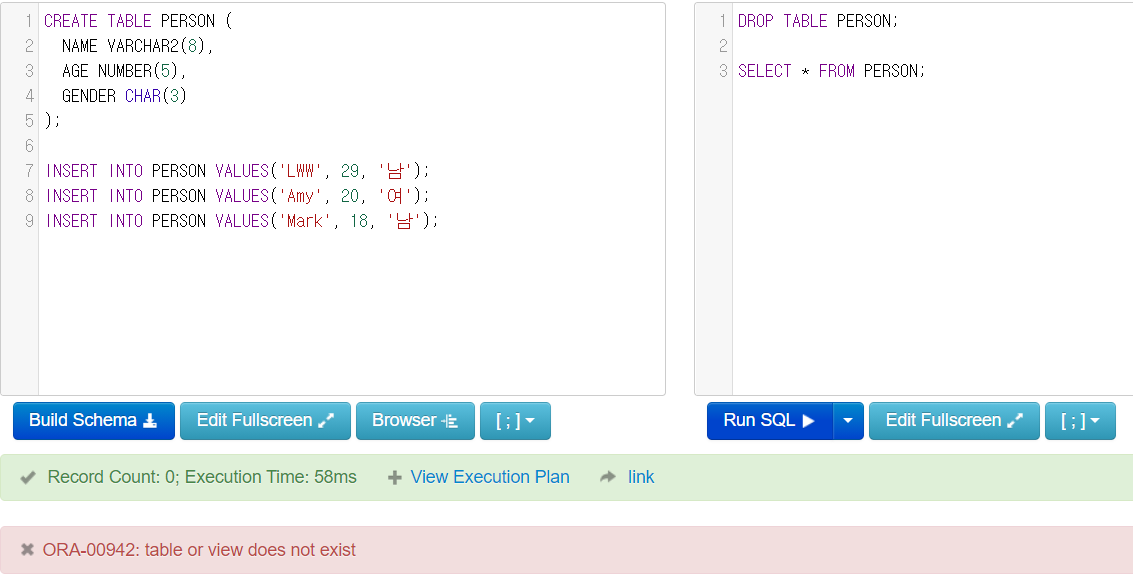 1 CREATE TABLE PERSON (
2 NAME VARCHAR2(8),
3 AGE NUMBER(5),
4 GENDER CHAR(3)
5 );
6
7 INSERT INTO PERSON VALUES('LWW', 29, '남');
8 INSERT INTO PERSON VALUES('Amy', 20, '여');
9 INSERT INTO PERSON VALUES('Mark', 18, '남');
1 DROP TABLE PERSON;
2
3 SELECT * FROM PERSON;
Build Schema Edit Fullscreen Browser [ ; ]
Run SQL Edit Fullscreen [ ; ]
Record Count: 0; Execution Time: 58ms View Execution Plan link
ORA-00942: table or view does not exist